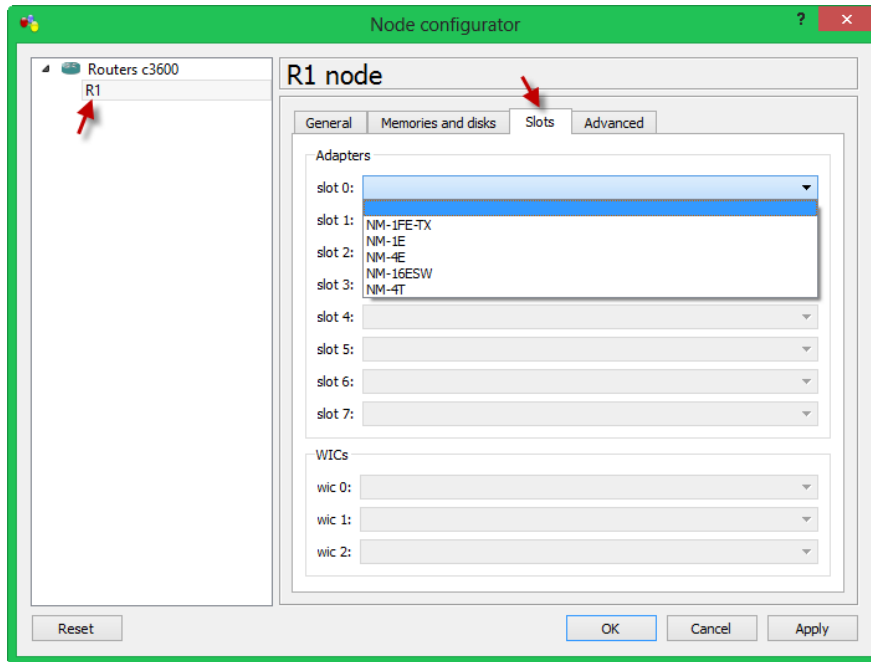 Node configurator
?
×
Routers c3600
R1
R1 node
General Memories and disks Slots Advanced
Adapters
slot 0:
slot 1:
NM-1FE-TX
NM-1E
slot 2:
NM-4E
NM-16ESW
slot 3:
NM-4T
slot 4:
slot 5:
slot 6:
slot 7:
WICs
wic 0:
wic 1:
wic 2:
Reset OK Cancel Apply